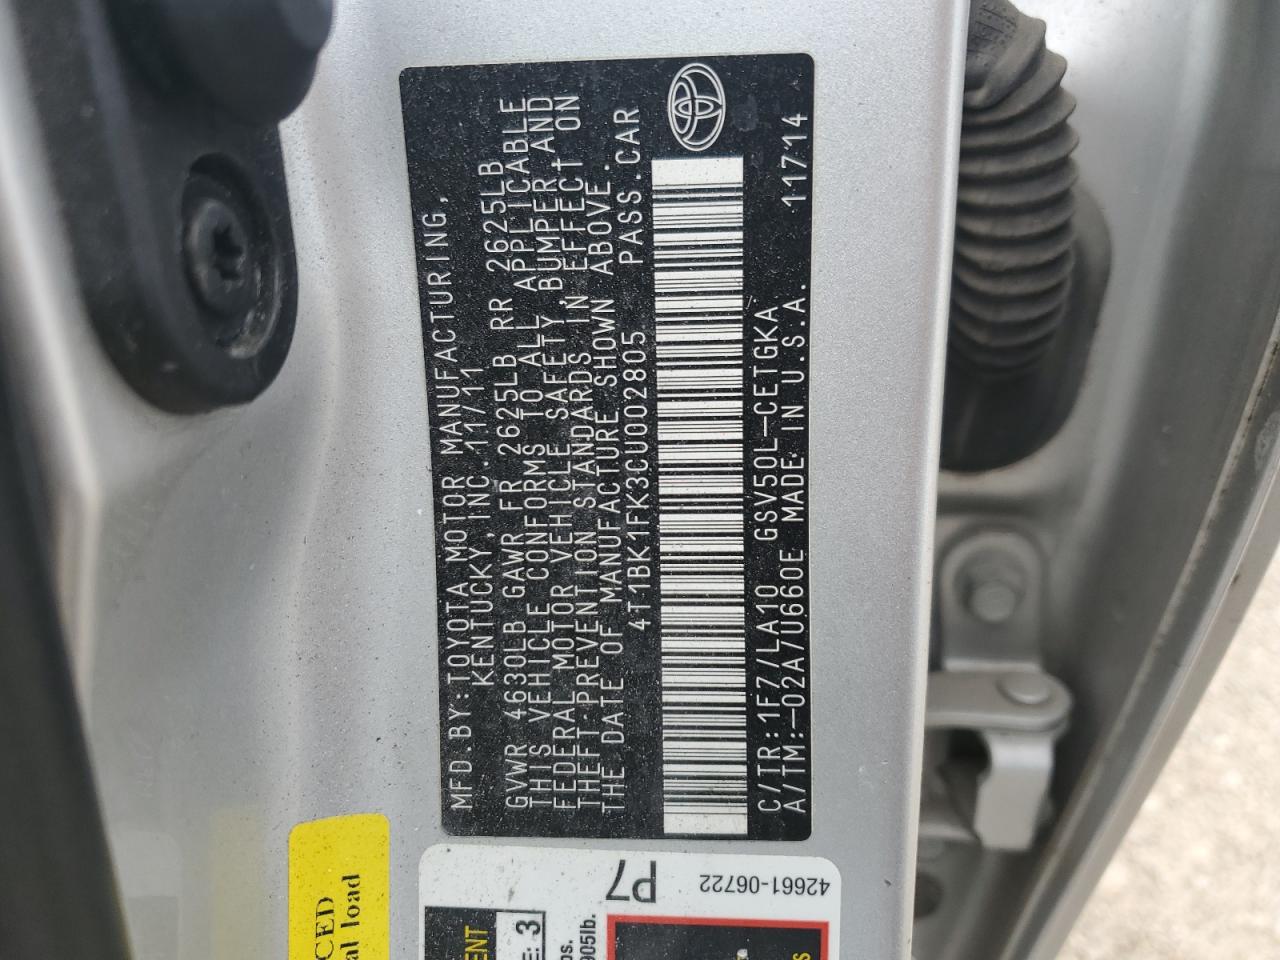 MFD.BY:TOYOTA MOTOR MANUFACTURING,
KENTUCKY, INC. 11/11
GVWR 4630LB GAWR FR 2625LB RR 2625LB
THIS VEHICLE CONFORMS TO ALL APPLICABLE
FEDERAL MOTOR VEHICLE SAFETY, BUMPER, AND
THEFT PREVENTION STANDARDS IN EFFECT ON
THE DATE OF MANUFACTURE SHOWN ABOVE.
4T1BK1FK3CU002805 PASS.CAR
C/TR:1F7/LA10 GSV50L-CETGKA
A/TM:-02A/U660E MADE IN U.S.A. 11714
P7
42661-06722
905lb.
3